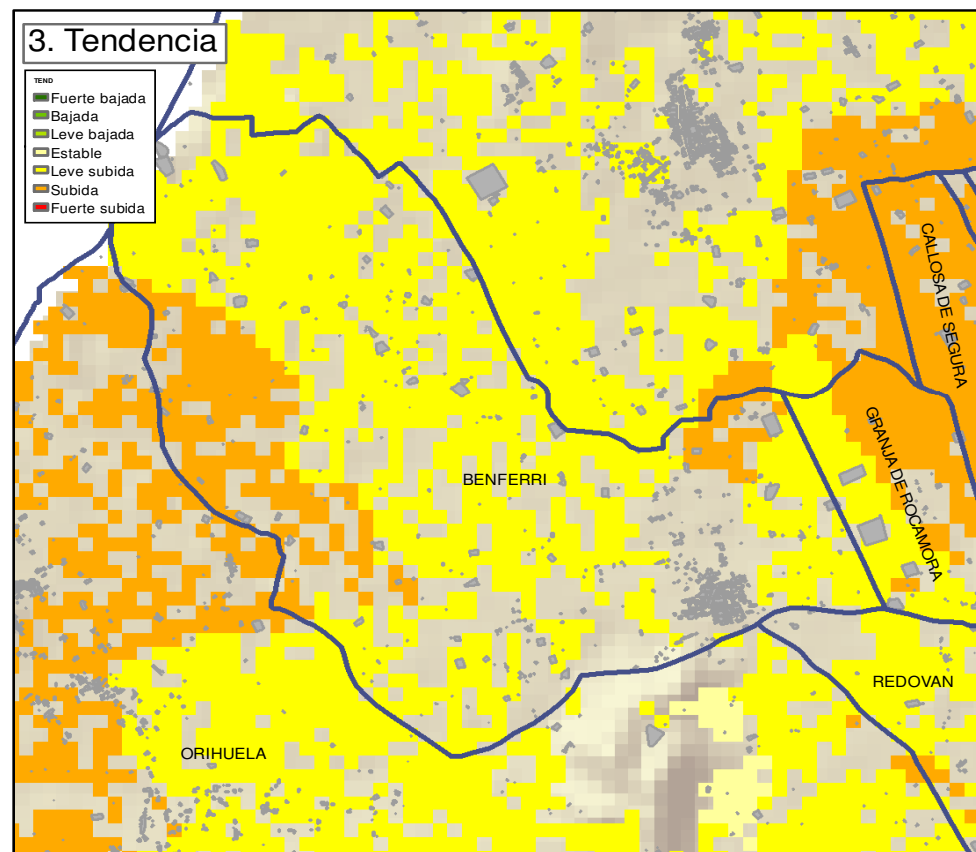 3. Tendencia
TEND
Fuerte bajada
Bajada
Leve bajada
Estable
Leve subida
Subida
Fuerte subida
CALLOSA DE SEGURA
GRANJA DE ROCAMORA
BENFERRI
REDOVAN
ORIHUELA